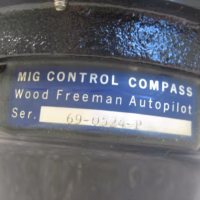 MIG CONTROL COMPASS
Wood Freeman Autopilot
Ser. 69-0524-P